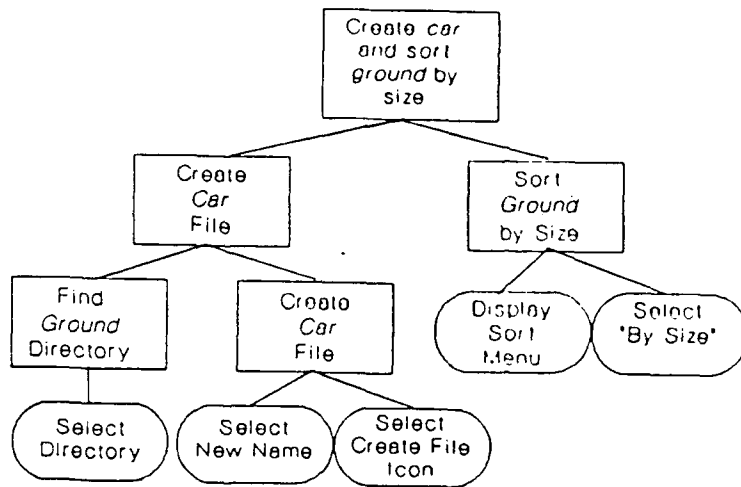 Create car
and sort
ground by
size
Create
Car
File
Sort
Ground
by Size
Find
Ground
Directory
Create
Car
File
Display
Sort
Menu
Select
"By Size"
Select
Directory
Select
New Name
Select
Create File
Icon